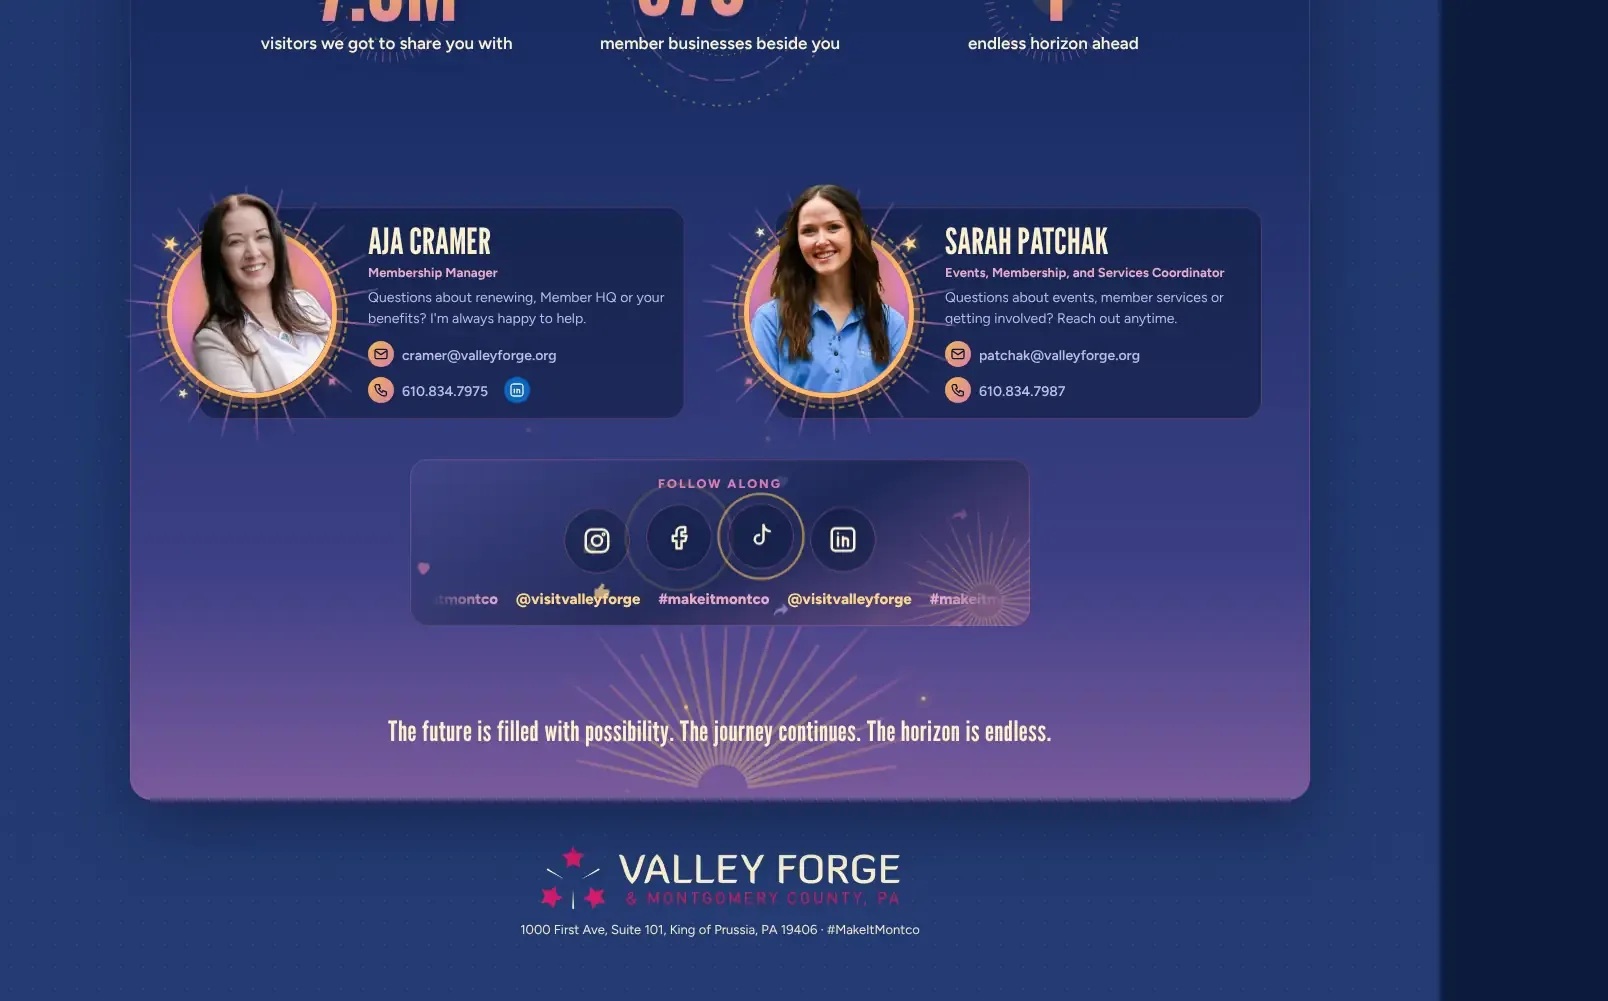 visitors we got to share you with
member businesses beside you
endless horizon ahead
AJA CRAMER
Membership Manager
Questions about renewing, Member HQ or your
benefits? I'm always happy to help.
cramer@valleyforge.org
610.834.7975
SARAH PATCHAK
Events, Membership, and Services Coordinator
Questions about events, member services or
getting involved? Reach out anytime.
patchak@valleyforge.org
610.834.7987
FOLLOW ALONG
tmontco @visitvalleyforge #makeitmontco @visitvalleyforge #makeitm
The future is filled with possibility. The journey continues. The horizon is endless.
VALLEY FORGE
& MONTGOMERY COUNTY, PA
1000 First Ave, Suite 101, King of Prussia, PA 19406 · #MakeItMontco